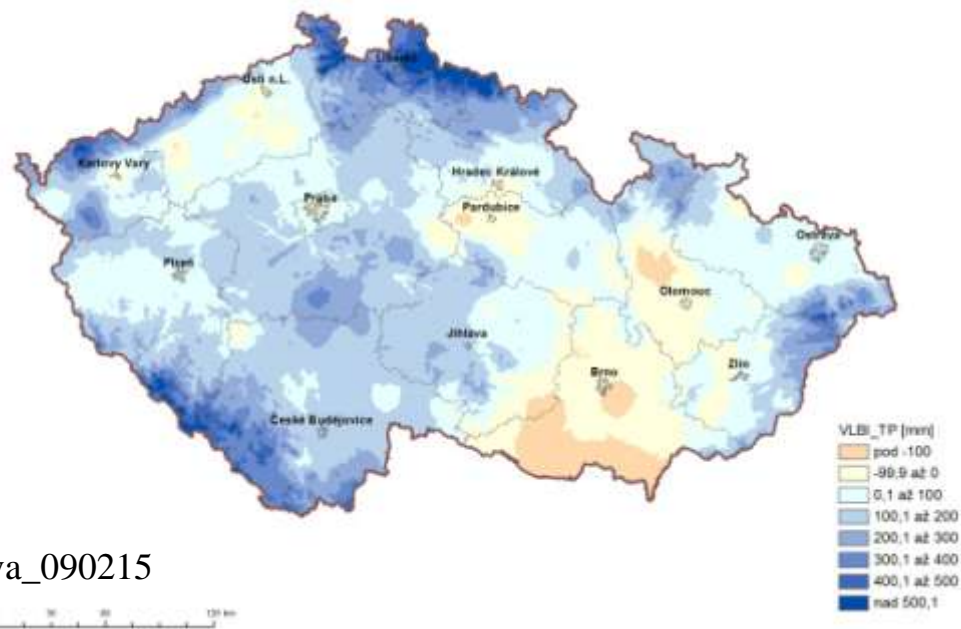 Liberec
Ústí n.L.
Karlovy Vary
Hradec Králové
Praha
Pardubice
Ostrava
Plzeň
Olomouc
Jihlava
Zlín
Brno
České Budějovice
VLBI_TP [mm]
pod -100
-99,9 až 0
0,1 až 100
100,1 až 200
200,1 až 300
300,1 až 400
400,1 až 500
nad 500,1
va_090215
120 km